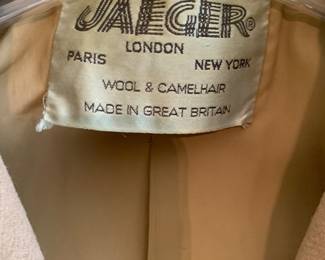 JAEGER®
LONDON
PARIS NEW YORK
WOOL & CAMELHAIR
MADE IN GREAT BRITAIN